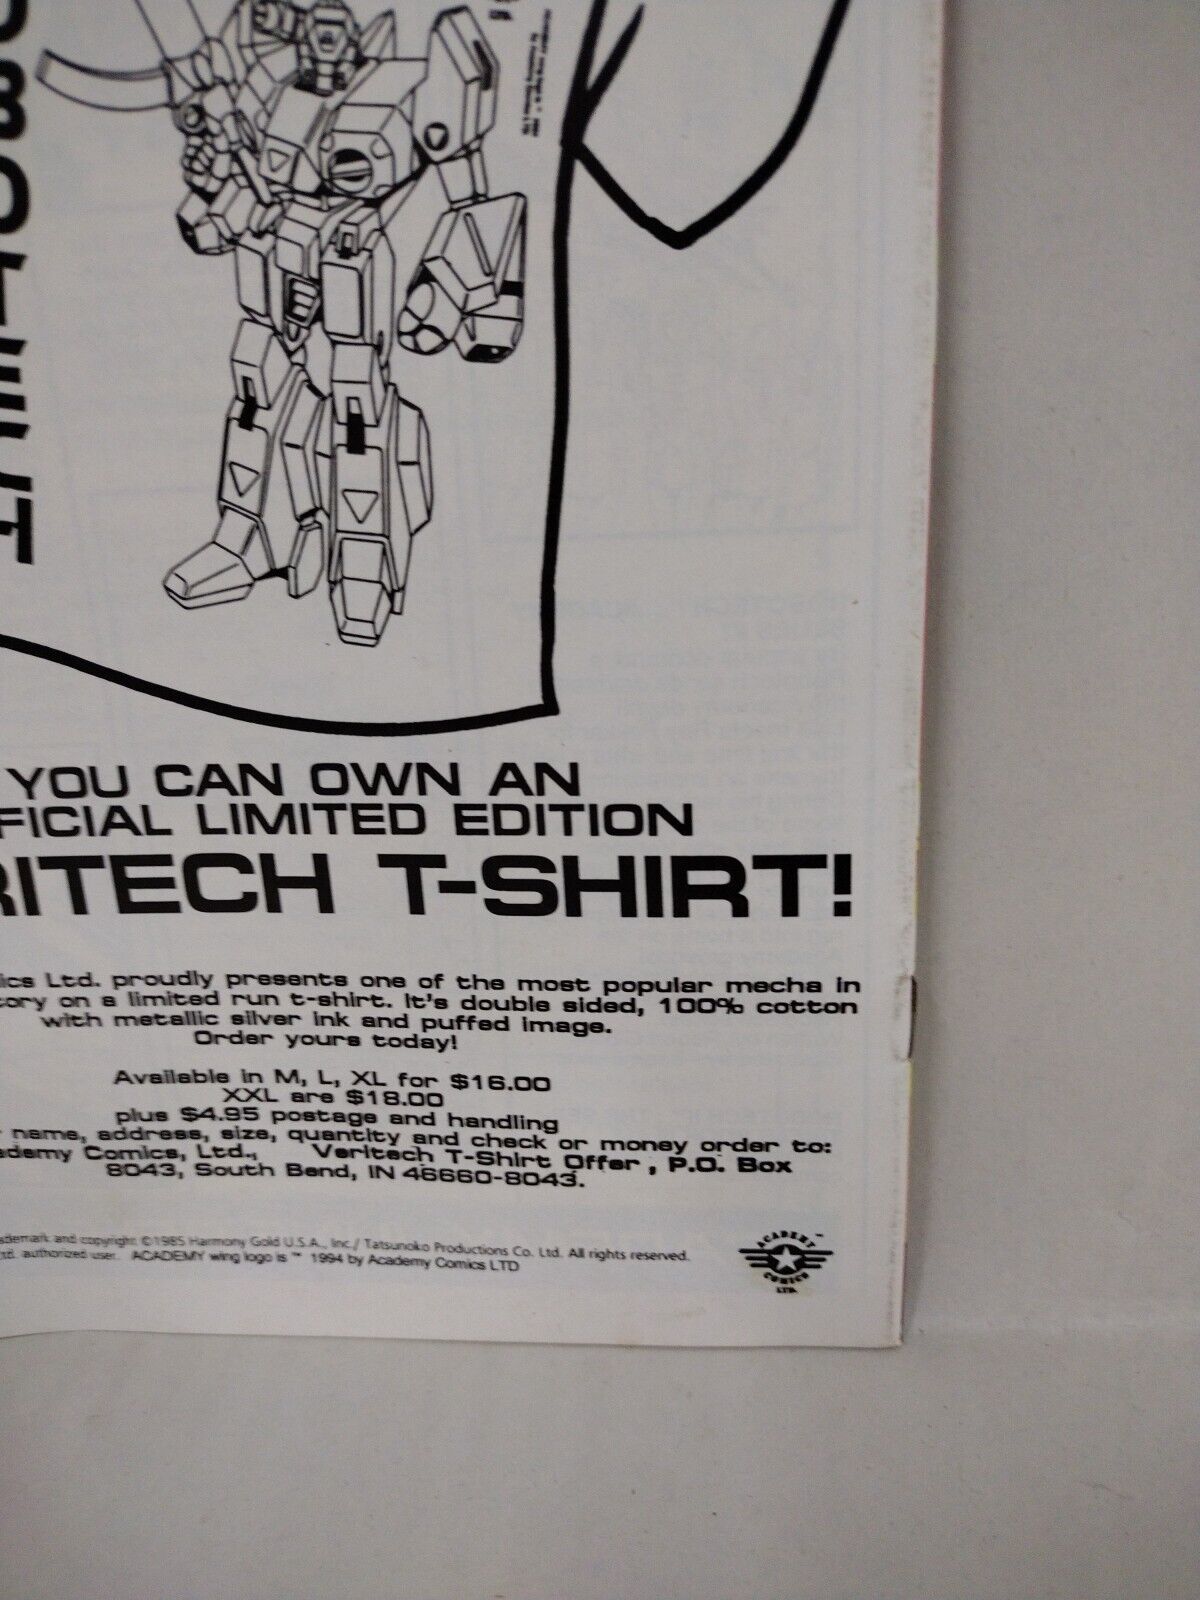 YOU CAN OWN AN
FICIAL LIMITED EDITION
RITECH T-SHIRT!
ics Ltd. proudly presents one of the most popular mecha in
tory on a limited run t-shirt. It's double sided, 100% cotton
with metallic silver ink and puffed image.
Order yours today!
Available in M, L, XL for $16.00
XXL are $18.00
plus $4.95 postage and handling
name, address, size, quantity and check or money order to:
ademy Comics, Ltd., Veritech T-Shirt Offer, P.O. Box
8043, South Bend, IN 46660-8043.
ademark and copyright ©1985 Harmony Gold U.S.A., Inc./ Tatsunoko Productions Co. Ltd. All rights reserved.
td. authorized user. ACADEMY wing logo is ™ 1994 by Academy Comics LTD
ACADEMY ™
COMICS
LTD.